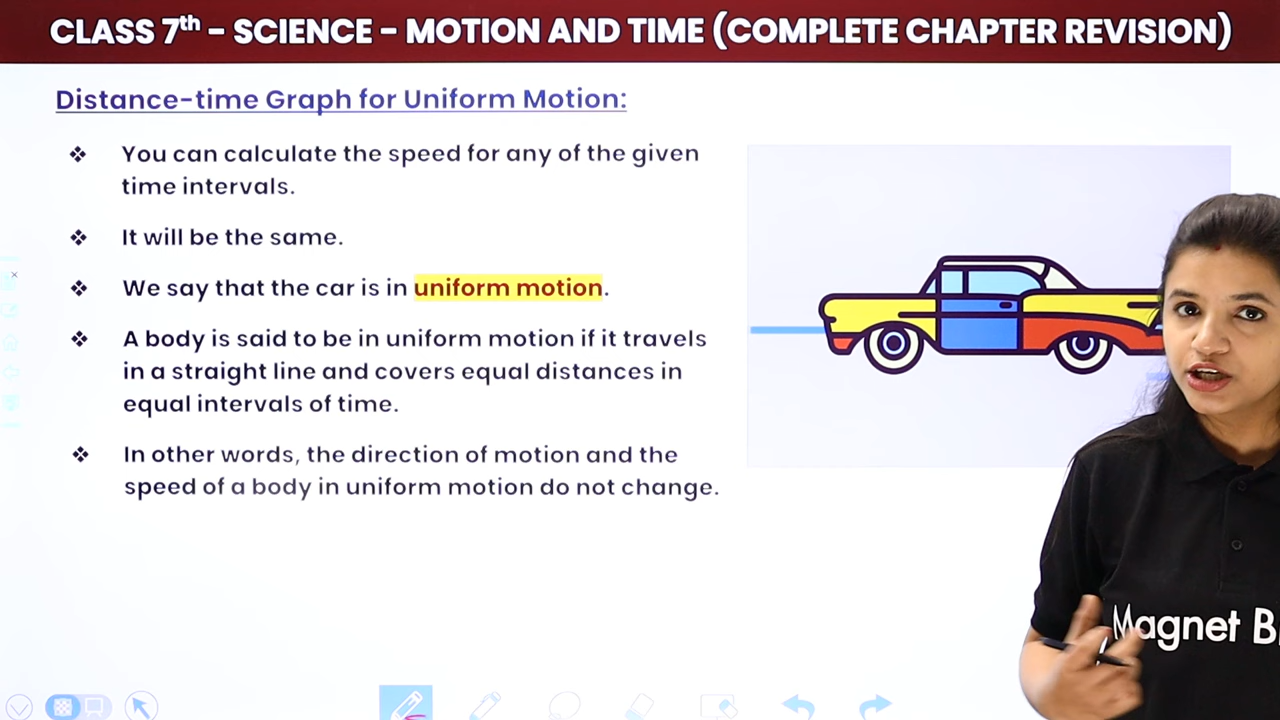 CLASS 7th – SCIENCE – MOTION AND TIME (COMPLETE CHAPTER REVISION)
Distance-time Graph for Uniform Motion:
❖ You can calculate the speed for any of the given
time intervals.
❖ It will be the same.
❖ We say that the car is in uniform motion.
❖ A body is said to be in uniform motion if it travels
in a straight line and covers equal distances in
equal intervals of time.
❖ In other words, the direction of motion and the
speed of a body in uniform motion do not change.
Magnet B